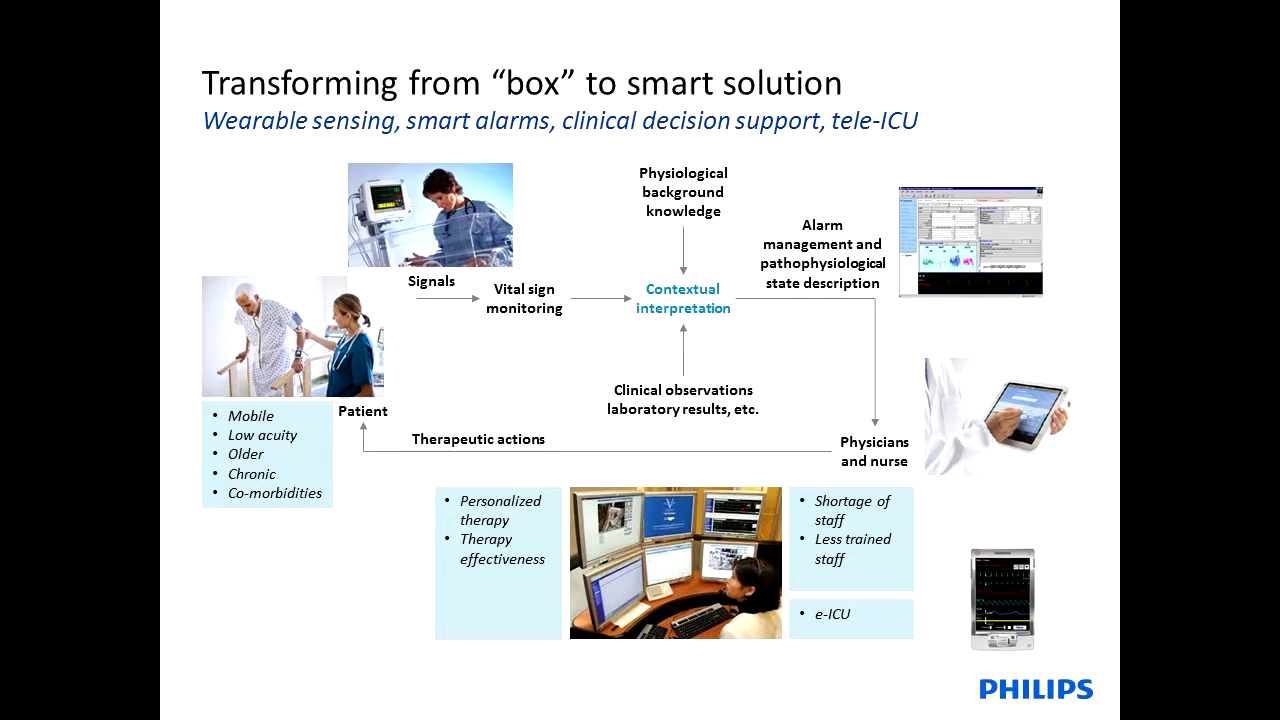 Transforming from “box” to smart solution
Wearable sensing, smart alarms, clinical decision support, tele-ICU
Physiological
background
knowledge
Alarm
management and
pathophysiological
state description
Signals
Vital sign
monitoring
Contextual
interpretation
Clinical observations
laboratory results, etc.
Patient
• Mobile
• Low acuity
• Older
• Chronic
• Co-morbidities
Therapeutic actions
Physicians
and nurse
• Personalized
therapy
• Therapy
effectiveness
• Shortage of
staff
• Less trained
staff
• e-ICU
PHILIPS